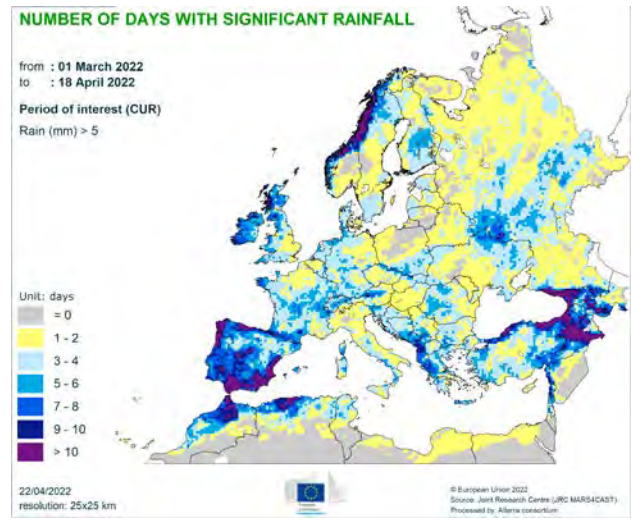 NUMBER OF DAYS WITH SIGNIFICANT RAINFALL
from : 01 March 2022
to : 18 April 2022
Period of interest (CUR)
Rain (mm) > 5
Unit: days
= 0
1 - 2
3 - 4
5 - 6
7 - 8
9 - 10
> 10
22/04/2022
resolution: 25x25 km
© European Union 2022
Source: Joint Research Centre (JRC MARS4CAST)
Processed by: Alterra consortium